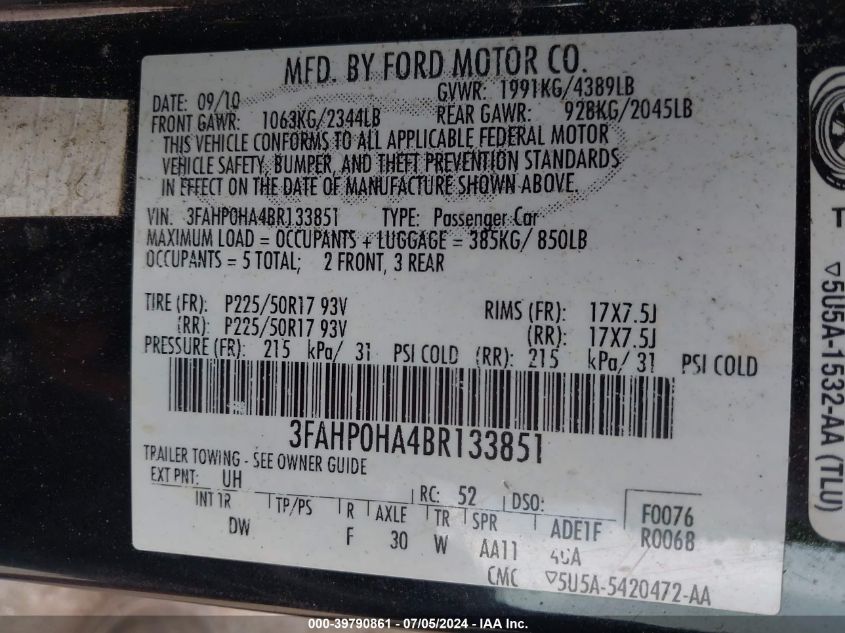 MFD. BY FORD MOTOR CO.
DATE: 09/10 GVWR: 1991KG/4389LB
FRONT GAWR: 1063KG/2344LB REAR GAWR: 928KG/2045LB
THIS VEHICLE CONFORMS TO ALL APPLICABLE FEDERAL MOTOR
VEHICLE SAFETY, BUMPER, AND THEFT PREVENTION STANDARDS
IN EFFECT ON THE DATE OF MANUFACTURE SHOWN ABOVE.
VIN: 3FAHP0HA4BR133851 TYPE: Passenger Car
MAXIMUM LOAD = OCCUPANTS + LUGGAGE = 385KG/ 850LB
OCCUPANTS = 5 TOTAL; 2 FRONT, 3 REAR
TIRE (FR): P225/50R17 93V RIMS (FR): 17X7.5J
(RR): P225/50R17 93V (RR): 17X7.5J
PRESSURE (FR): 215 kPa/ 31 PSI COLD (RR): 215 kPa/ 31 PSI COLD
3FAHP0HA4BR133851
TRAILER TOWING - SEE OWNER GUIDE
EXT PNT: UH RC: 52 DSO:
INT TR TP/PS R AXLE TR SPR ADE1F F0076
DW F 30 W AA11 R0068
CMC ▽5U5A-5420472-AA
T
▽5U5A-1532-AA (TLU)
000-39790861 - 07/05/2024 - IAA Inc.